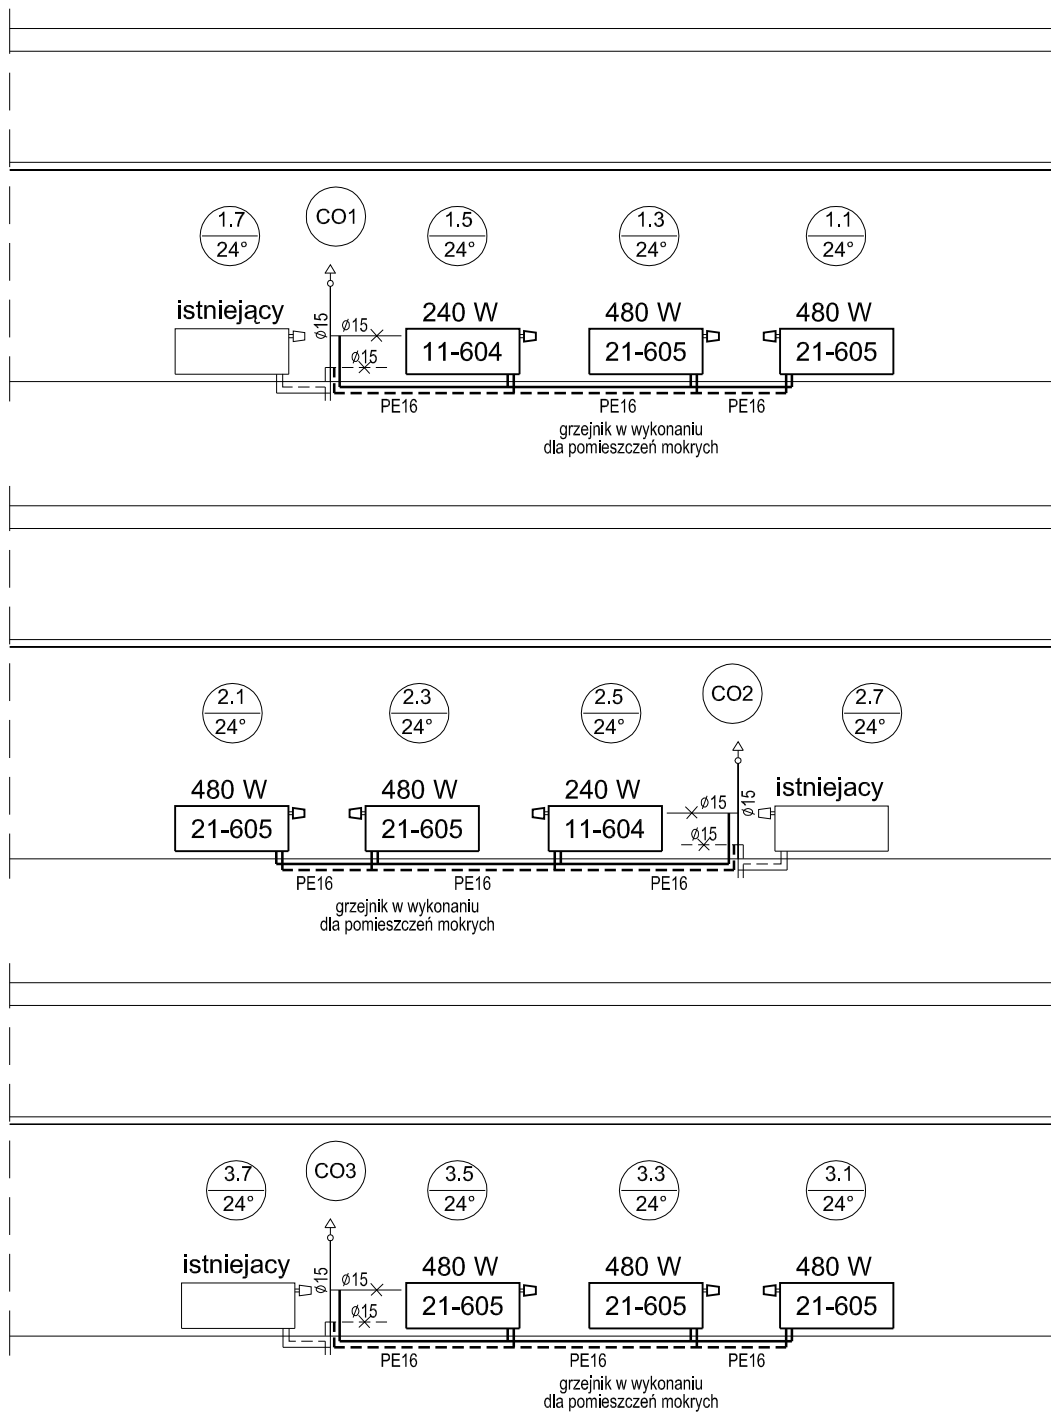 1.7
24°
CO1
1.5
24°
1.3
24°
1.1
24°
istniejący
240 W
480 W
480 W
ø15
ø15
11-604
21-605
21-605
ø15
PE16
PE16
PE16
grzejnik w wykonaniu
dla pomieszczeń mokrych
2.1
24°
2.3
24°
2.5
24°
CO2
2.7
24°
480 W
480 W
240 W
istniejacy
21-605
21-605
11-604
ø15
ø15
ø15
PE16
PE16
PE16
grzejnik w wykonaniu
dla pomieszczeń mokrych
3.7
24°
CO3
3.5
24°
3.3
24°
3.1
24°
istniejacy
480 W
480 W
480 W
ø15
ø15
21-605
21-605
21-605
ø15
PE16
PE16
PE16
grzejnik w wykonaniu
dla pomieszczeń mokrych